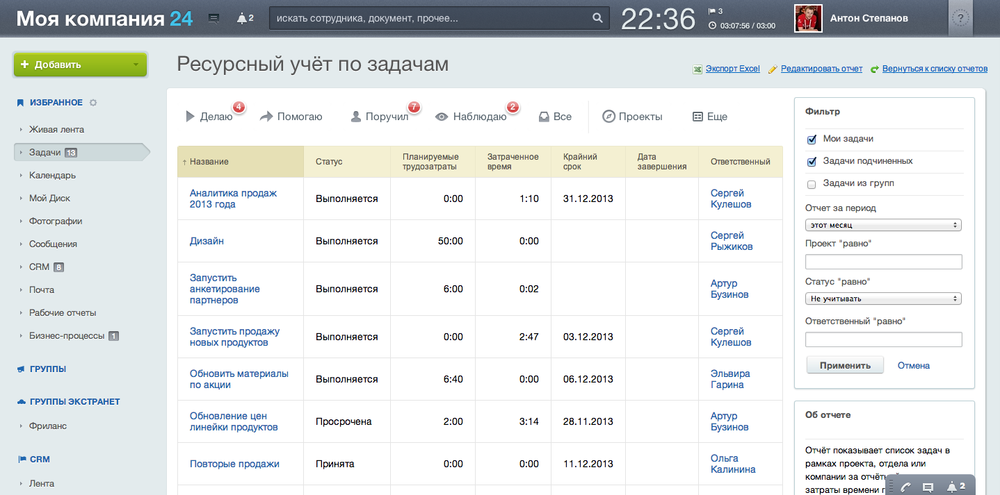 Моя компания 24
2
искать сотрудника, документ, прочее...
22:36
3
03:07:56 / 03:00
Антон Степанов
?
+ Добавить
ИЗБРАННОЕ
Живая лента
Задачи 13
Календарь
Мой Диск
Фотографии
Сообщения
CRM 8
Почта
Рабочие отчеты
Бизнес-процессы 1
ГРУППЫ
ГРУППЫ ЭКСТРАНЕТ
Фриланс
CRM
Лента
Ресурсный учёт по задачам
Экспорт Excel
Редактировать отчет
Вернуться к списку отчетов
Делаю 4
Помогаю
Поручил 7
Наблюдаю 2
Все
Проекты
Еще
↑ Название
Статус
Планируемые
трудозатраты
Затраченное
время
Крайний
срок
Дата
завершения
Ответственный
Аналитика продаж
2013 года
Выполняется
0:00
1:10
31.12.2013
Сергей
Кулешов
Дизайн
Выполняется
50:00
0:00
Сергей
Рыжиков
Запустить
анкетирование
партнеров
Выполняется
6:00
0:02
Артур
Бузинов
Запустить продажу
новых продуктов
Выполняется
0:00
2:47
03.12.2013
Сергей
Кулешов
Обновить материалы
по акции
Выполняется
6:40
0:00
06.12.2013
Эльвира
Гарина
Обновление цен
линейки продуктов
Просрочена
2:00
3:14
28.11.2013
Артур
Бузинов
Повторые продажи
Принята
0:00
0:00
11.12.2013
Ольга
Калинина
Фильтр
Мои задачи
Задачи подчиненных
Задачи из групп
Отчет за период
этот месяц
Проект "равно"
Статус "равно"
Не учитывать
Ответственный "равно"
Применить
Отмена
Об отчете
Отчёт показывает список задач в
рамках проекта, отдела или
компании за
затраты времени
2